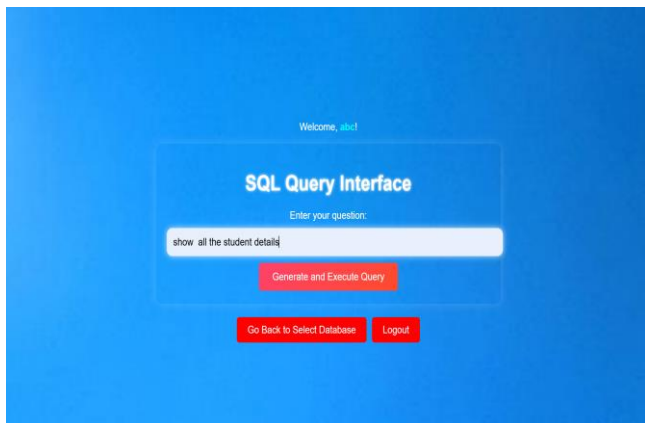 Welcome, abc!
SQL Query Interface
Enter your question:
show  all the student details
Generate and Execute Query
Go Back to Select Database Logout